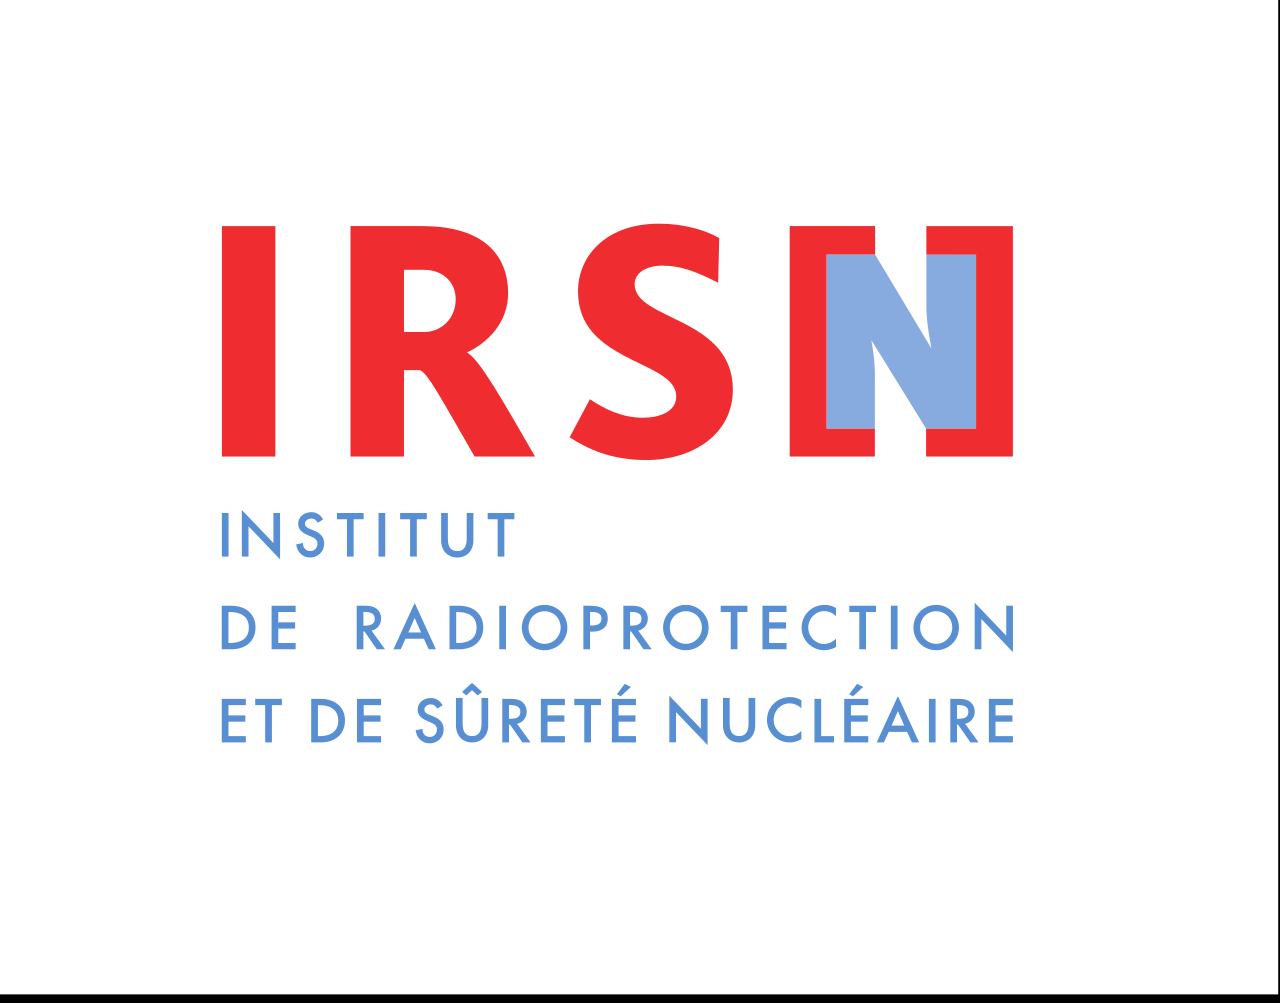 IRSN
INSTITUT
DE RADIOPROTECTION
ET DE SÛRETÉ NUCLÉAIRE